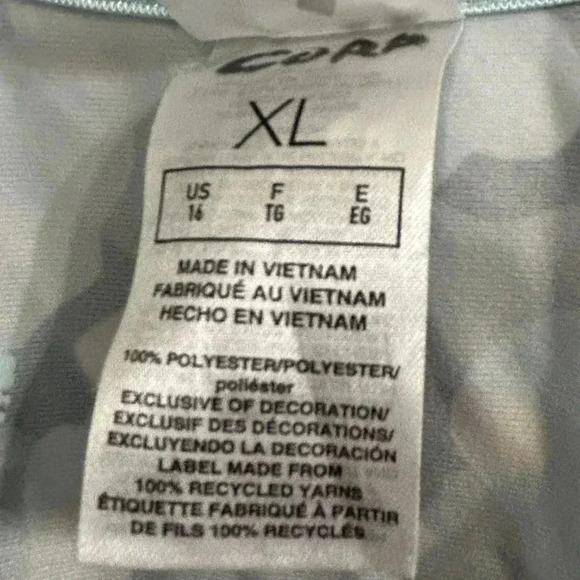 XL
US F E
16 TG EG
MADE IN VIETNAM
FABRIQUÉ AU VIETNAM
HECHO EN VIETNAM
100% POLYESTER/POLYESTER/
poliéster
EXCLUSIVE OF DECORATION/
EXCLUSIF DES DÉCORATIONS/
EXCLUYENDO LA DECORACIÓN
LABEL MADE FROM
100% RECYCLED YARNS
ÉTIQUETTE FABRIQUÉ À PARTIR
DE FILS 100% RECYCLÉS